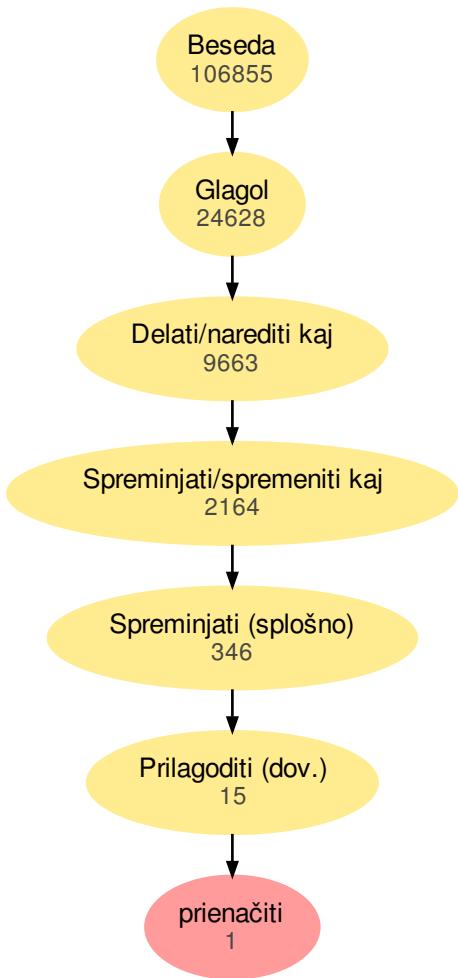 Beseda
106855
Glagol
24628
Delati/narediti kaj
9663
Spreminjati/spremeniti kaj
2164
Spreminjati (splošno)
346
Prilagoditi (dov.)
15
prienačiti
1